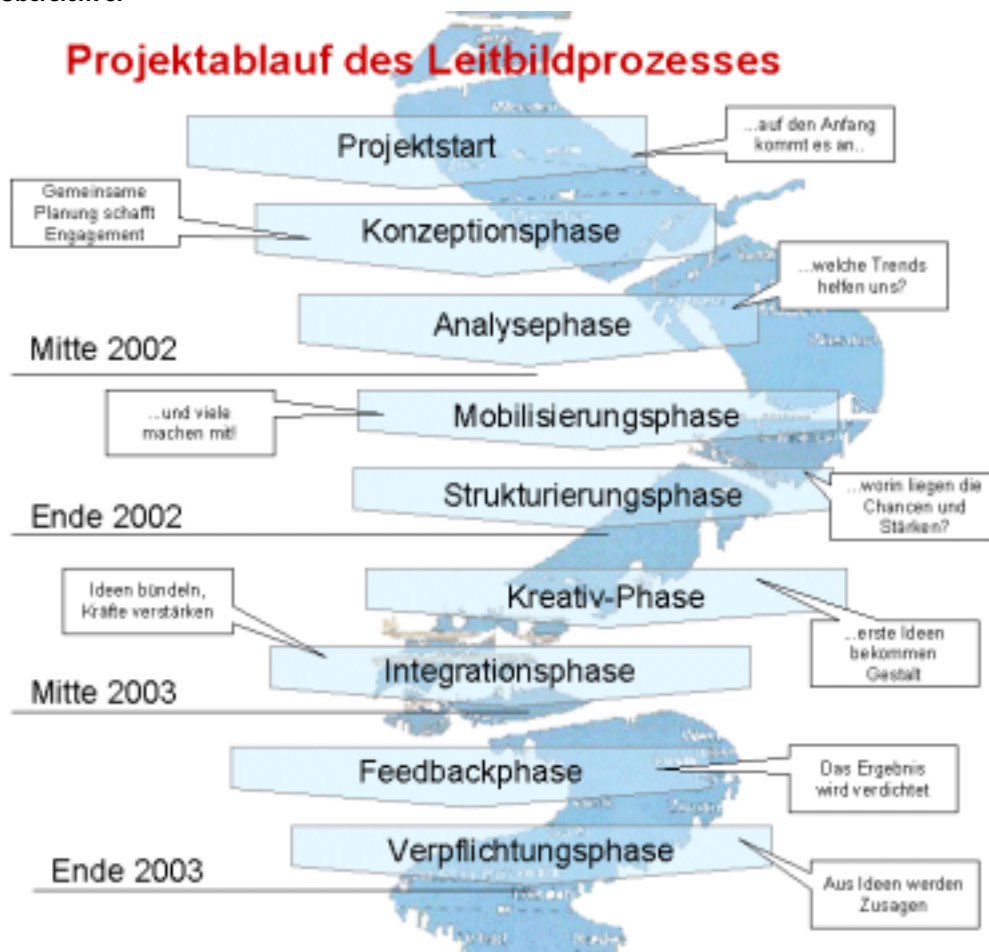 Projektablauf des Leitbildprozesses
Projektstart
...auf den Anfang
kommt es an..
Gemeinsame
Planung schafft
Engagement
Konzeptionsphase
...welche Trends
helfen uns?
Analysephase
Mitte 2002
...und viele
machen mit!
Mobilisierungsphase
Strukturierungsphase
...worin liegen die
Chancen und
Stärken?
Ende 2002
Ideen bündeln,
Kräfte verstärken
Kreativ-Phase
...erste Ideen
bekommen
Gestalt
Integrationsphase
Mitte 2003
Feedbackphase
Das Ergebnis
wird verdichtet
Verpflichtungsphase
Ende 2003
Aus Ideen werden
Zusagen